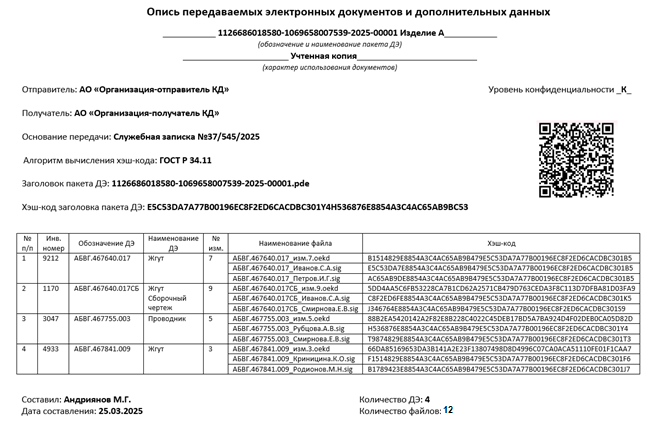 Опись передаваемых электронных документов и дополнительных данных
1126686018580-1069658007539-2025-00001 Изделие А
(обозначение и наименование пакета ДЭ)
Учтенная копия
(характер использования документов)
Отправитель: АО «Организация-отправитель КД» Уровень конфиденциальности _К_
Получатель: АО «Организация-получатель КД»
Основание передачи: Служебная записка №37/545/2025
Алгоритм вычисления хэш-кода: ГОСТ Р 34.11
Заголовок пакета ДЭ: 1126686018580-1069658007539-2025-00001.pde
Хэш-код заголовка пакета ДЭ: E5C53DA7A77B00196EC8F2ED6CACDBC301Y4H536876E8854A3C4AC65AB9BC53
№ п/п Инв. номер Обозначение ДЭ Наименование ДЭ № изм. Наименование файла Хэш-код
1 9212 АБВГ.467640.017 Жгут 7 АБВГ.467640.017_изм.7.oekd B1514829E8854A3C4AC65AB9B479E5C53DA7A77B00196EC8F2ED6CACDBC301B5
АБВГ.467640.017_Иванов.С.А.sig E5C53DA7E8854A3C4AC65AB9B479E5C53DA7A77B00196EC8F2ED6CACDBC301B5
АБВГ.467640.017_Петров.И.Г.sig AC65AB9DE8854A3C4AC65AB9B479E5C53DA7A77B00196EC8F2ED6CACDBC301B5
2 1170 АБВГ.467640.017СБ Жгут Сборочный чертеж 9 АБВГ.467640.017СБ_изм.9.oekd 5DD4AA5C6FB53228CA7B1CD62A2571CB479D763CEDA3F8C113D7DFBA81D03FA9
АБВГ.467640.017СБ_Иванов.С.А.sig C8F2ED6FE8854A3C4AC65AB9B479E5C53DA7A77B00196EC8F2ED6CACDBC301K5
АБВГ.467640.017СБ_Смирнова.Е.В.sig J346764E8854A3C4AC65AB9B479E5C53DA7A77B00196EC8F2ED6CACDBC301S9
3 3047 АБВГ.467755.003 Проводник 5 АБВГ.467755.003_изм.5.oekd 88B2EA5420142A2F82E8B228C4022C45DEB17BD5A7BA924D4F02DEB0CA05D82D
АБВГ.467755.003_Рубцова.А.В.sig H536876E8854A3C4AC65AB9B479E5C53DA7A77B00196EC8F2ED6CACDBC301Y4
АБВГ.467755.003_Смирнова.Е.В.sig T9874829E8854A3C4AC65AB9B479E5C53DA7A77B00196EC8F2ED6CACDBC301T3
4 4933 АБВГ.467841.009 Жгут 3 АБВГ.467841.009_изм.3.oekd 66DA85169653DA3B141A2E23F13807498D8D4996C07CA0ACA51110FE01F1CAA7
АБВГ.467841.009_Криницина.К.О.sig F1514829E8854A3C4AC65AB9B479E5C53DA7A77B00196EC8F2ED6CACDBC301F6
АБВГ.467841.009_Родионов.М.Н.sig B1789423E8854A3C4AC65AB9B479E5C53DA7A77B00196EC8F2ED6CACDBC301J7
Составил: Андриянов М.Г. Количество ДЭ: 4
Дата составления: 25.03.2025 Количество файлов: 12